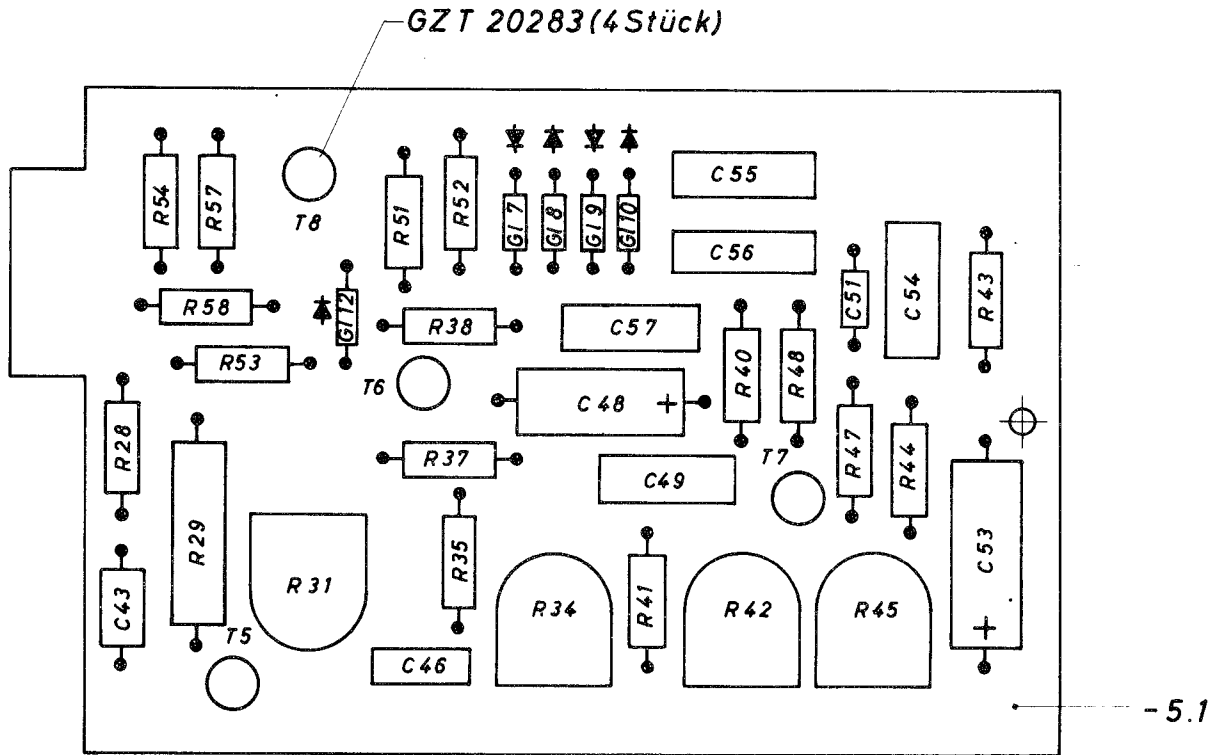 GZT 20283 (4 Stück)
R54
R57
T8
R51
R52
Gl 7
Gl 8
Gl 9
Gl 10
C55
C56
C51
C54
R43
R58
Gl 12
R38
C57
R40
R48
R53
T6
C48
+
R28
R37
C49
T7
R47
R44
R29
R31
R35
C53
C43
T5
R34
R41
R42
R45
+
C46
- 5.1